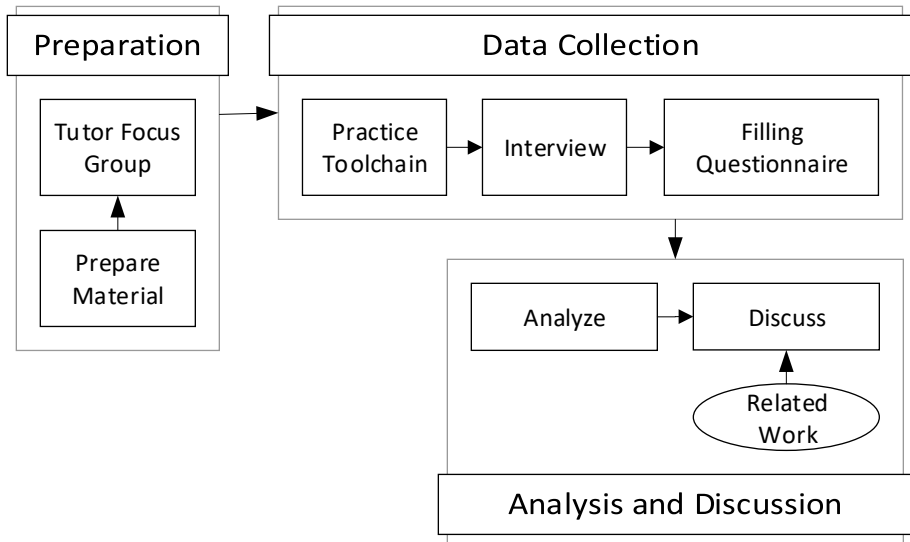 Preparation
Tutor Focus
Group
Prepare
Material
Data Collection
Practice
Toolchain
Interview
Filling
Questionnaire
Analyze
Discuss
Related
Work
Analysis and Discussion